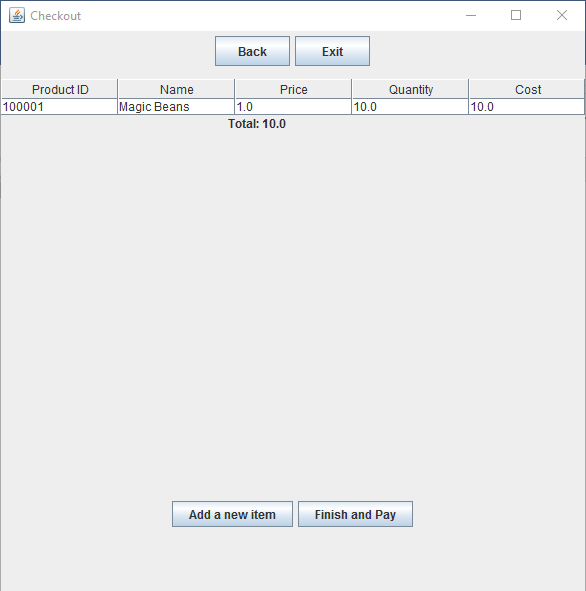 Checkout
Back Exit
Product ID Name Price Quantity Cost
100001 Magic Beans 1.0 10.0 10.0
Total: 10.0
Add a new item Finish and Pay